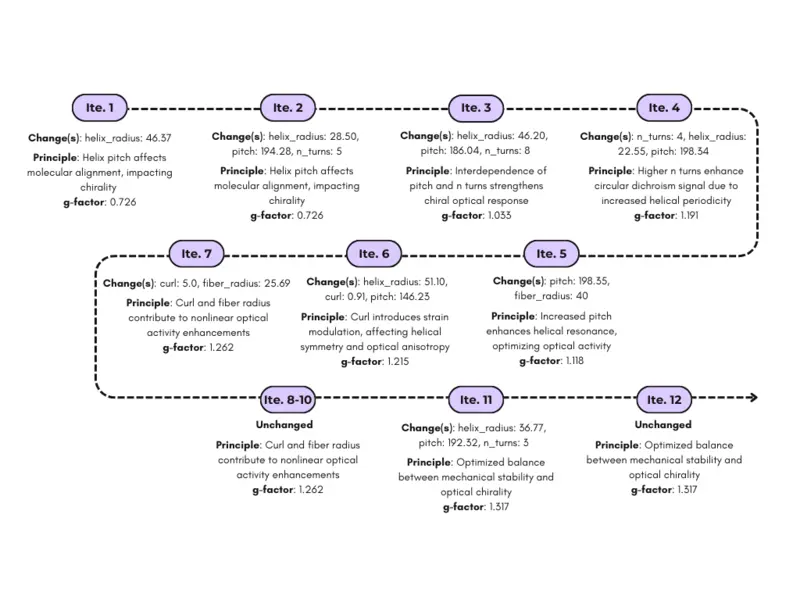 Ite. 1
Change(s): helix_radius: 46.37
Principle: Helix pitch affects
molecular alignment, impacting
chirality
g-factor: 0.726
Ite. 2
Change(s): helix_radius: 28.50,
pitch: 194.28, n_turns: 5
Principle: Helix pitch affects
molecular alignment, impacting
chirality
g-factor: 0.726
Ite. 3
Change(s): helix_radius: 46.20,
pitch: 186.04, n_turns: 8
Principle: Interdependence of
pitch and n turns strengthens
chiral optical response
g-factor: 1.033
Ite. 4
Change(s): n_turns: 4, helix_radius:
22.55, pitch: 198.34
Principle: Higher n turns enhance
circular dichroism signal due to
increased helical periodicity
g-factor: 1.191
Ite. 5
Change(s): pitch: 198.35,
fiber_radius: 40
Principle: Increased pitch
enhances helical resonance,
optimizing optical activity
g-factor: 1.118
Ite. 6
Change(s): helix_radius: 51.10,
curl: 0.91, pitch: 146.23
Principle: Curl introduces strain
modulation, affecting helical
symmetry and optical anisotropy
g-factor: 1.215
Ite. 7
Change(s): curl: 5.0, fiber_radius: 25.69
Principle: Curl and fiber radius
contribute to nonlinear optical
activity enhancements
g-factor: 1.262
Ite. 8-10
Unchanged
Principle: Curl and fiber radius
contribute to nonlinear optical
activity enhancements
g-factor: 1.262
Ite. 11
Change(s): helix_radius: 36.77,
pitch: 192.32, n_turns: 3
Principle: Optimized balance
between mechanical stability and
optical chirality
g-factor: 1.317
Ite. 12
Unchanged
Principle: Optimized balance
between mechanical stability and
optical chirality
g-factor: 1.317